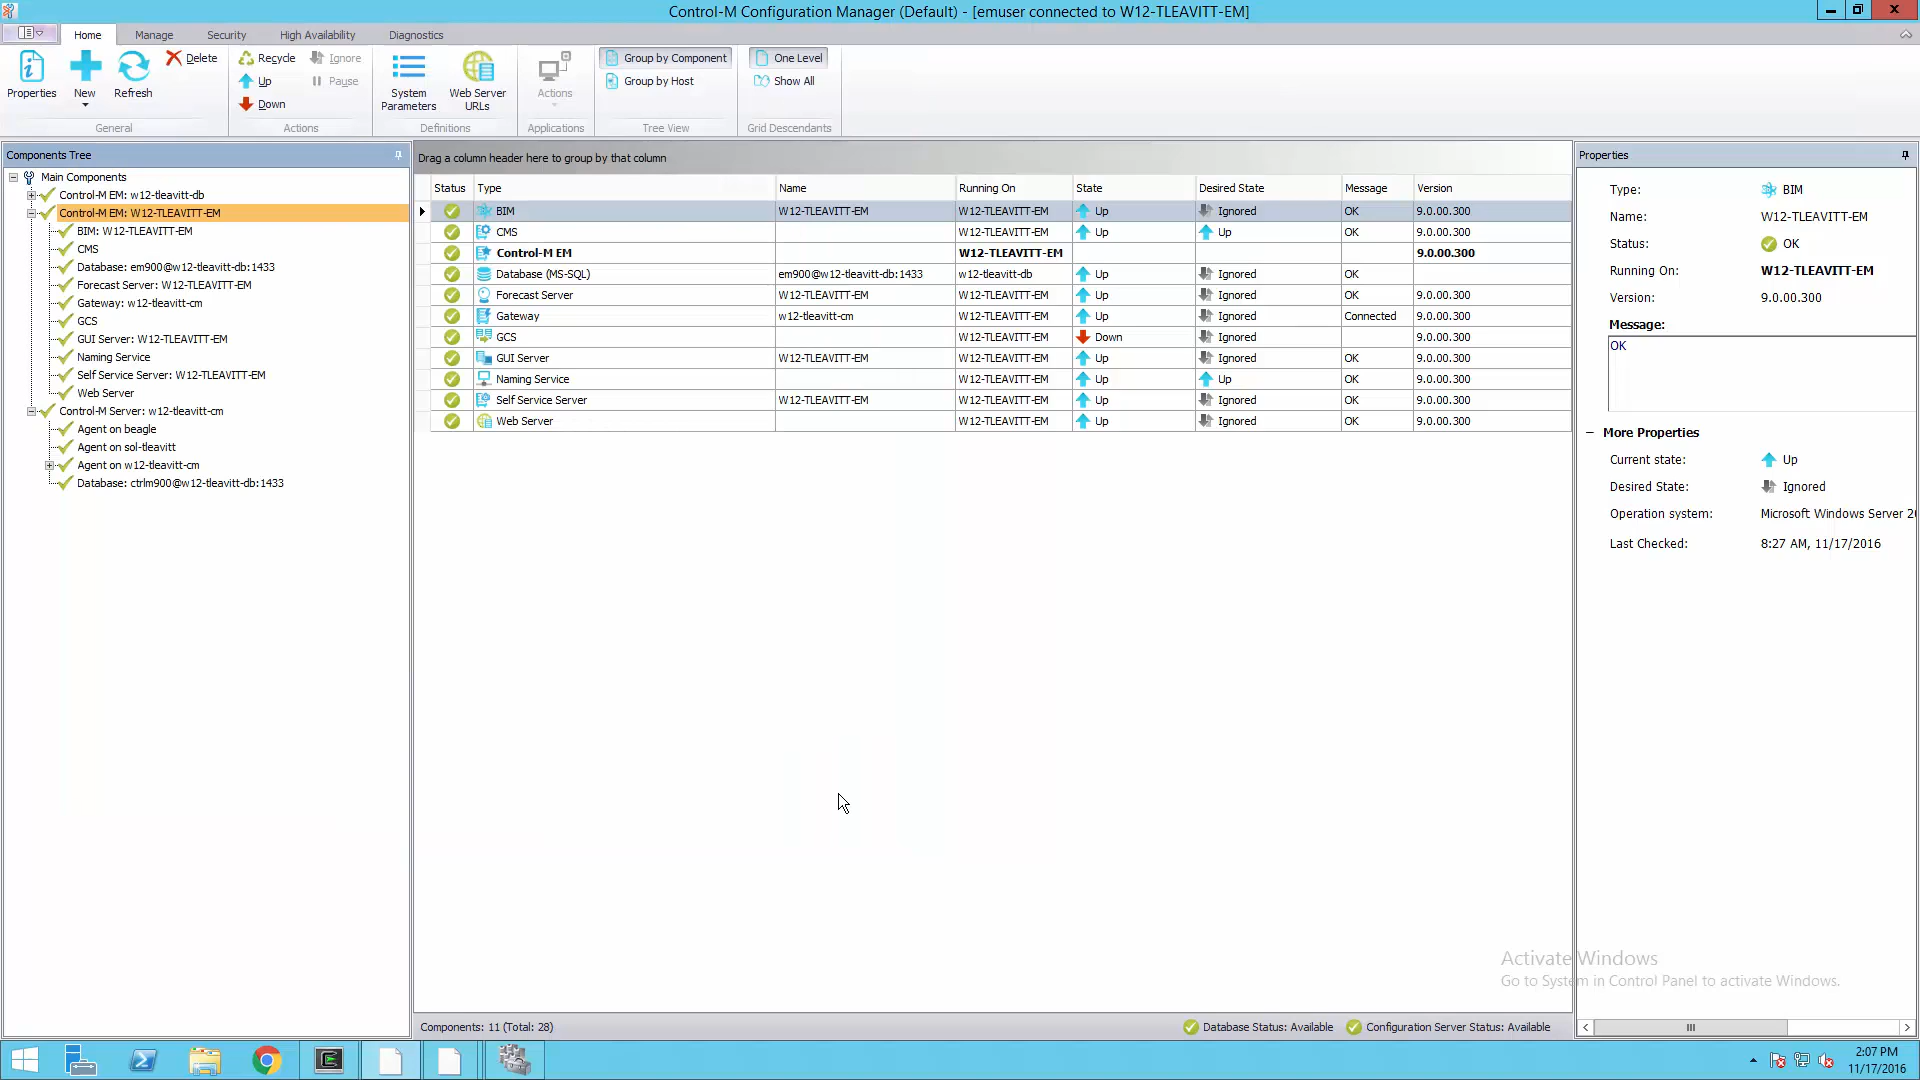 Control-M Configuration Manager (Default) - [emuser connected to W12-TLEAVITT-EM]
Home Manage Security High Availability Diagnostics
Properties New Refresh Delete
Recycle Ignore
Up Pause
Down
System Parameters
Web Server URLs
Actions
Group by Component
Group by Host
One Level
Show All
General Actions Definitions Applications Tree View Grid Descendants
Components Tree
Main Components
Control-M EM: w12-tleavitt-db
Control-M EM: W12-TLEAVITT-EM
BIM: W12-TLEAVITT-EM
CMS
Database: em900@w12-tleavitt-db:1433
Forecast Server: W12-TLEAVITT-EM
Gateway: w12-tleavitt-cm
GCS
GUI Server: W12-TLEAVITT-EM
Naming Service
Self Service Server: W12-TLEAVITT-EM
Web Server
Control-M Server: w12-tleavitt-cm
Agent on beagle
Agent on sol-tleavitt
Agent on w12-tleavitt-cm
Database: ctrlm900@w12-tleavitt-db:1433
Drag a column header here to group by that column
Status Type Name Running On State Desired State Message Version
BIM W12-TLEAVITT-EM W12-TLEAVITT-EM Up Ignored OK 9.0.00.300
CMS W12-TLEAVITT-EM Up Up OK 9.0.00.300
Control-M EM W12-TLEAVITT-EM 9.0.00.300
Database (MS-SQL) em900@w12-tleavitt-db:1433 w12-tleavitt-db Up Ignored OK
Forecast Server W12-TLEAVITT-EM W12-TLEAVITT-EM Up Ignored OK 9.0.00.300
Gateway w12-tleavitt-cm W12-TLEAVITT-EM Up Ignored Connected 9.0.00.300
GCS W12-TLEAVITT-EM Down Ignored 9.0.00.300
GUI Server W12-TLEAVITT-EM W12-TLEAVITT-EM Up Ignored OK 9.0.00.300
Naming Service W12-TLEAVITT-EM Up Up OK 9.0.00.300
Self Service Server W12-TLEAVITT-EM W12-TLEAVITT-EM Up Ignored OK 9.0.00.300
Web Server W12-TLEAVITT-EM Up Ignored OK 9.0.00.300
Properties
Type: BIM
Name: W12-TLEAVITT-EM
Status: OK
Running On: W12-TLEAVITT-EM
Version: 9.0.00.300
Message:
OK
More Properties
Current state: Up
Desired State: Ignored
Operation system: Microsoft Windows Server 20
Last Checked: 8:27 AM, 11/17/2016
Activate Windows
Go to System in Control Panel to activate Windows.
Components: 11 (Total: 28) Database Status: Available Configuration Server Status: Available
2:07 PM
11/17/2016